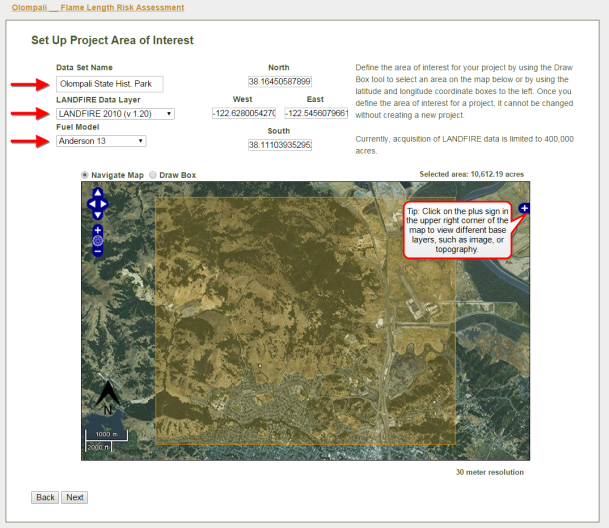 Olompali __ Flame Length Risk Assessment
Set Up Project Area of Interest
Data Set Name
Olompali State Hist. Park
LANDFIRE Data Layer
LANDFIRE 2010 (v 1.20)
Fuel Model
Anderson 13
North
38.16450587899
West
East
-122.6280054270
-122.5456079661
South
38.11103935295
Define the area of interest for your project by using the Draw
Box tool to select an area on the map below or by using the
latitude and longitude coordinate boxes to the left. Once you
define the area of interest for a project, it cannot be changed
without creating a new project.
Currently, acquisition of LANDFIRE data is limited to 400,000
acres.
Navigate Map
Draw Box
Selected area: 10,612.19 acres
Tip: Click on the plus sign in
the upper right corner of the
map to view different base
layers, such as image, or
topography.
N
1000 m
2000 ft
30 meter resolution
Back
Next